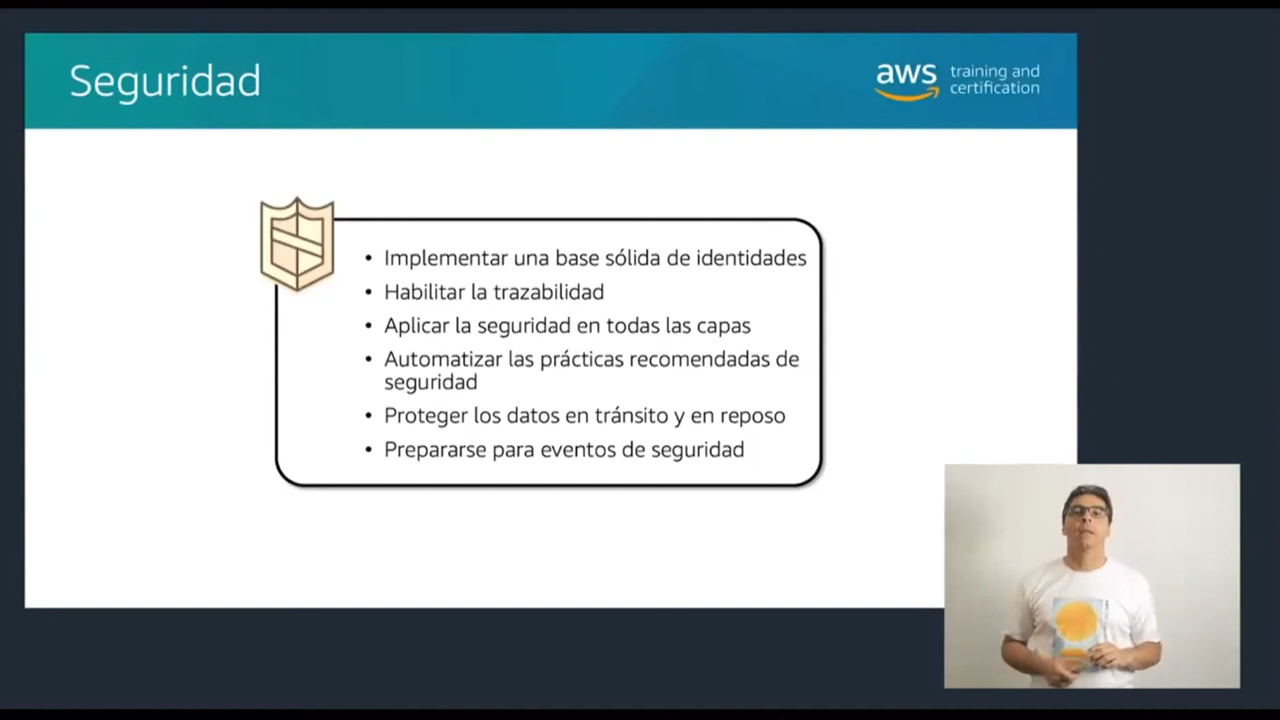 Seguridad
aws training and
certification
• Implementar una base sólida de identidades
• Habilitar la trazabilidad
• Aplicar la seguridad en todas las capas
• Automatizar las prácticas recomendadas de
seguridad
• Proteger los datos en tránsito y en reposo
• Prepararse para eventos de seguridad